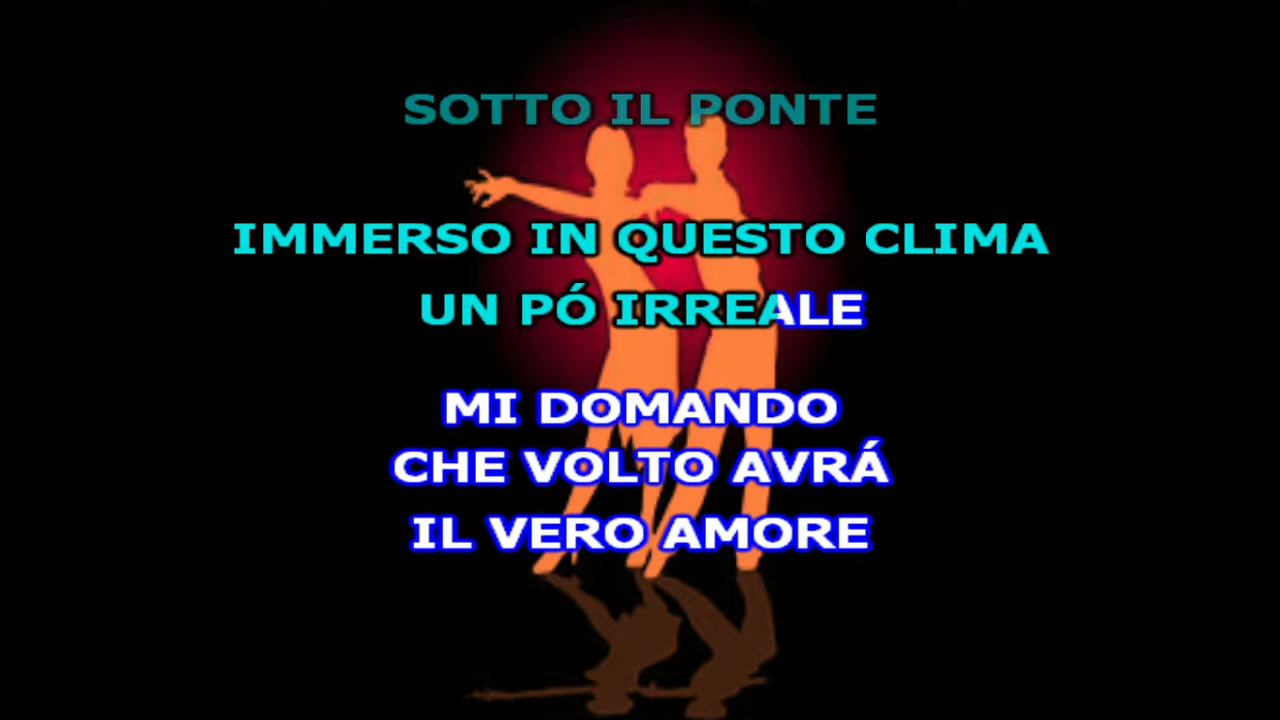 SOTTO IL PONTE
IMMERSO IN QUESTO CLIMA
UN PÓ IRREALE
MI DOMANDO
CHE VOLTO AVRÁ
IL VERO AMORE